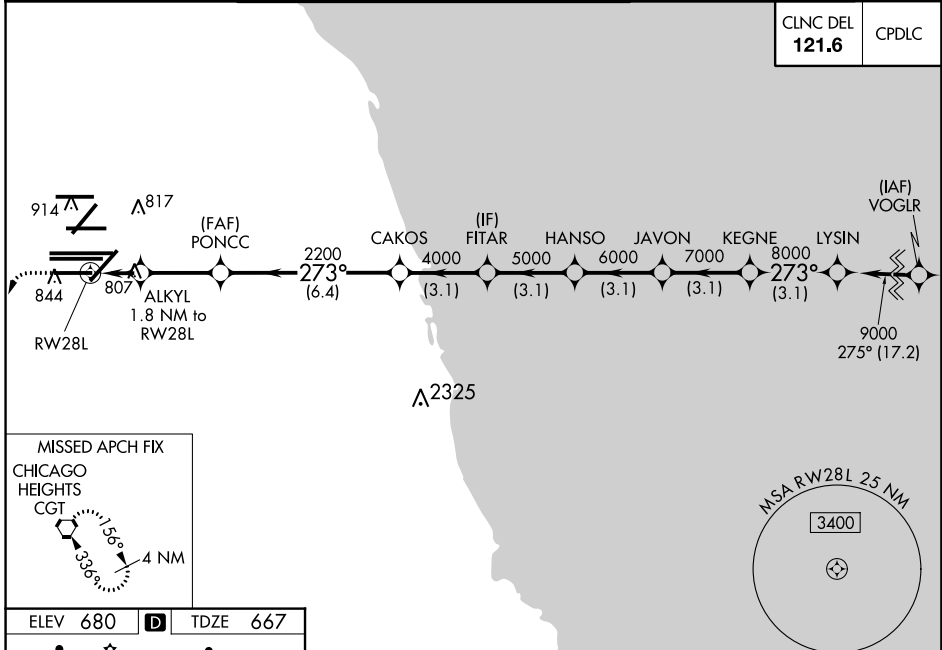 CLNC DEL
121.6
CPDLC
(IAF)
VOGLR
914
817
(FAF)
PONCC
CAKOS
(IF)
FITAR
HANSO
JAVON
KEGNE
LYSIN
2200
273°
(6.4)
4000
(3.1)
5000
(3.1)
6000
(3.1)
7000
(3.1)
8000
273°
(3.1)
9000
275° (17.2)
844
807
ALKYL
1.8 NM to
RW28L
RW28L
2325
MISSED APCH FIX
CHICAGO
HEIGHTS
CGT
156°
336°
4 NM
MSA RW28L 25 NM
3400
ELEV 680 D TDZE 667